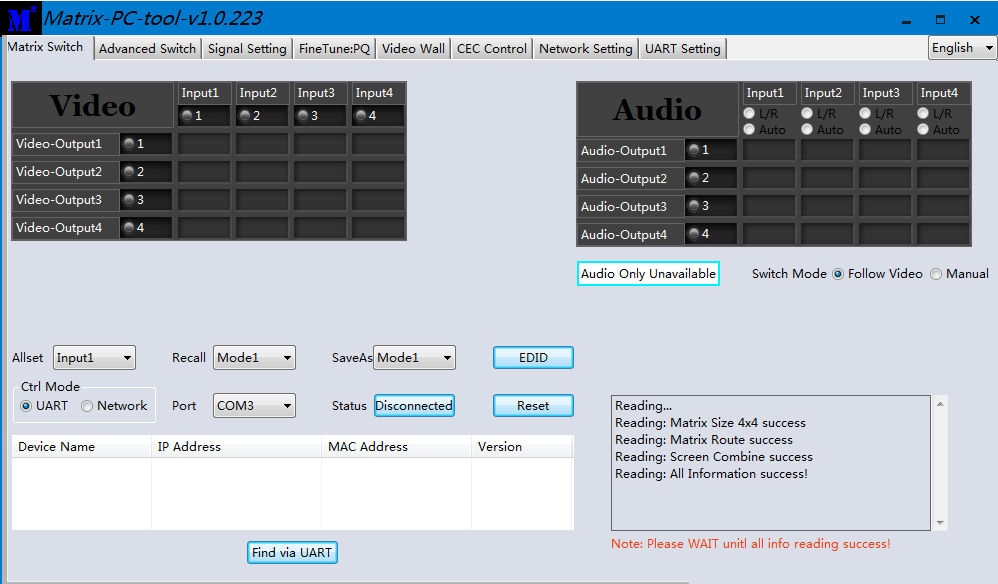 M Matrix-PC-tool-v1.0.223
Matrix Switch Advanced Switch Signal Setting FineTune:PQ Video Wall CEC Control Network Setting UART Setting English
Video Input1 Input2 Input3 Input4
1 2 3 4
Video-Output1 1
Video-Output2 2
Video-Output3 3
Video-Output4 4
Audio Input1 Input2 Input3 Input4
L/R L/R L/R L/R
Auto Auto Auto Auto
Audio-Output1 1
Audio-Output2 2
Audio-Output3 3
Audio-Output4 4
Audio Only Unavailable Switch Mode Follow Video Manual
Allset Input1 Recall Mode1 SaveAs Mode1 EDID
Ctrl Mode
UART Network Port COM3 Status Disconnected Reset
Device Name IP Address MAC Address Version
Find via UART
Reading...
Reading: Matrix Size 4x4 success
Reading: Matrix Route success
Reading: Screen Combine success
Reading: All Information success!
Note: Please WAIT unitl all info reading success!